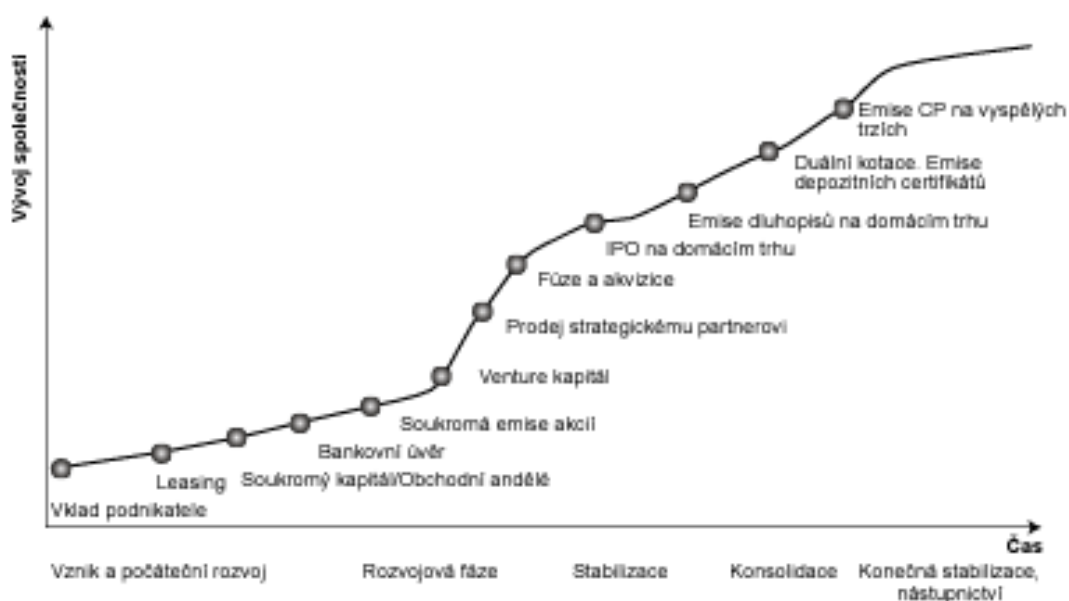 Vývoj společnosti
Emise CP na vyspělých
trzích
Duální kotace. Emise
depozitních certifikátů
Emise dluhopisů na domácím trhu
IPO na domácím trhu
Fúze a akvizice
Prodej strategickému partnerovi
Venture kapitál
Soukromá emise akcií
Bankovní úvěr
Leasing
Soukromý kapitál/Obchodní andělé
Vklad podnikatele
Čas
Vznik a počáteční rozvoj
Rozvojová fáze
Stabilizace
Konsolidace
Konečná stabilizace,
nástupnictví